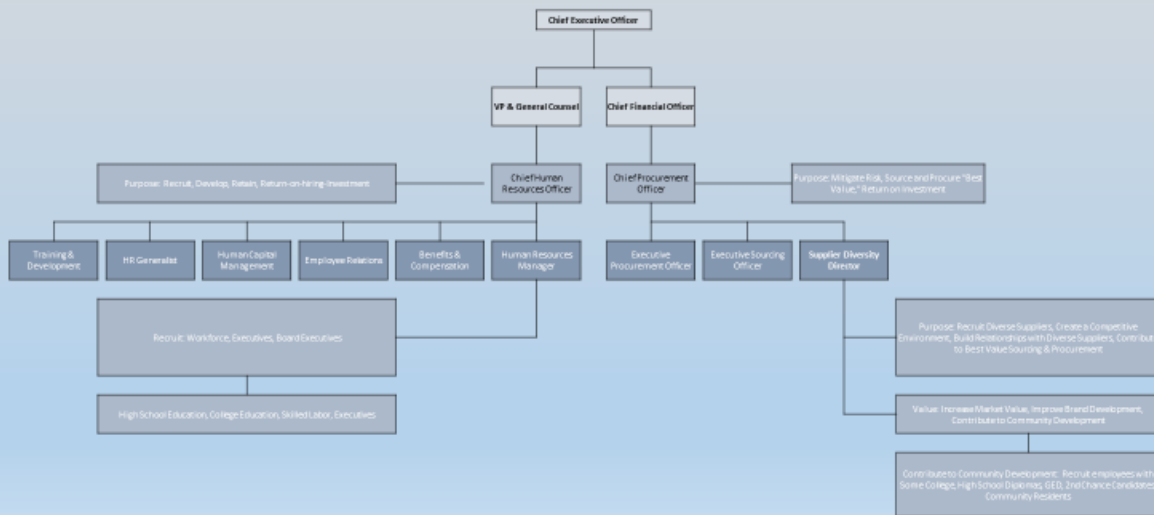 Chief Executive Officer
VP & General Counsel
Chief Financial Officer
Purpose: Recruit, Develop, Retain, Return-on-hiring-Investment
Chief Human
Resources Officer
Chief Procurement
Officer
Purpose: Mitigate Risk, Source and Procure "Best
Value," Return on Investment
Training &
Development
HR Generalist
Human Capital
Management
Employee Relations
Benefits &
Compensation
Human Resources
Manager
Executive
Procurement Officer
Executive Sourcing
Officer
Supplier Diversity
Director
Recruit: Workforce, Executives, Board Executives
Purpose: Recruit Diverse Suppliers, Create a Competitive
Environment, Build Relationships with Diverse Suppliers, Contribut
to Best Value Sourcing & Procurement
High School Education, College Education, Skilled Labor, Executives
Value: Increase Market Value, Improve Brand Development,
Contribute to Community Development
Contribute to Community Development: Recruit employees with
Some College, High School Diplomas, GED, 2nd Chance Candidates
Community Residents